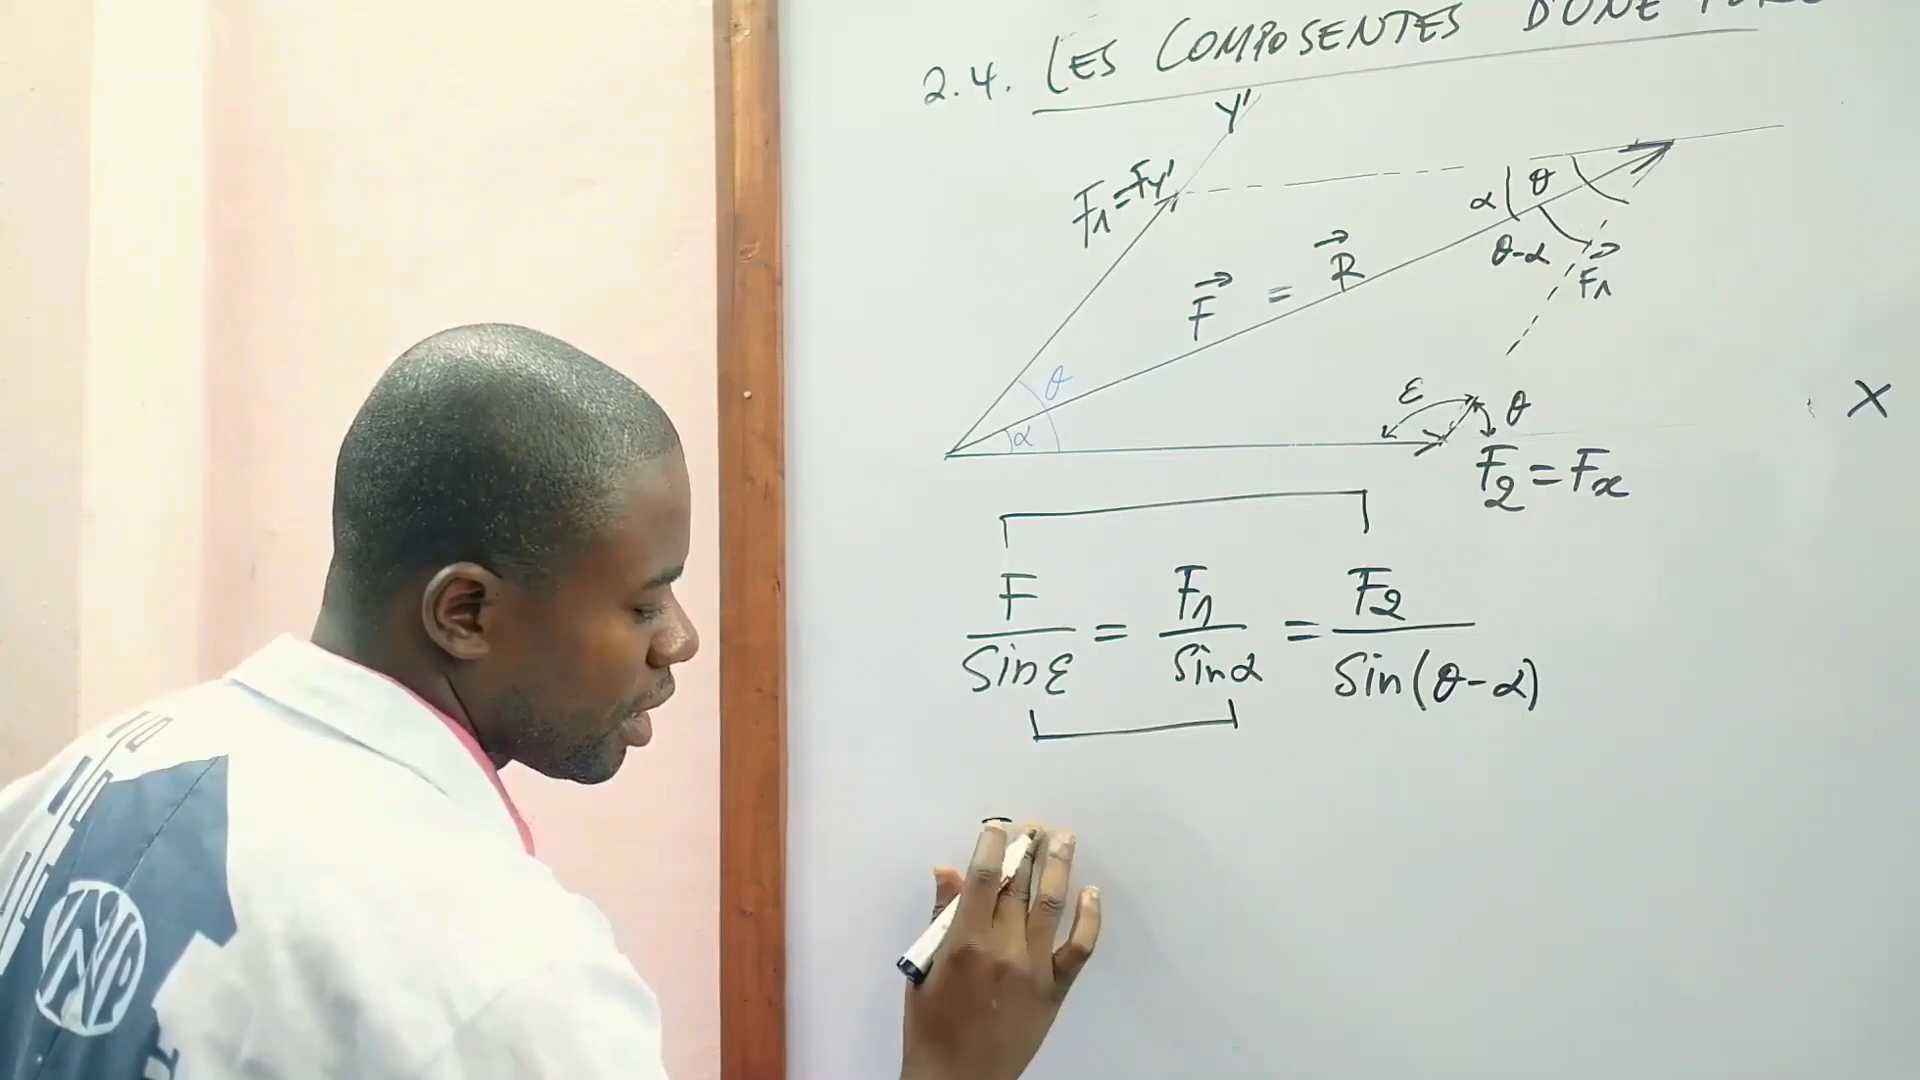 2.4. LES COMPOSENTES D'UNE
Y'
F1=Fy'
α θ
θ-α
F1
F = R
θ
α
ε θ
X
F2=Fx
F/Sinε = F1/Sinα = F2/Sin(θ-α)